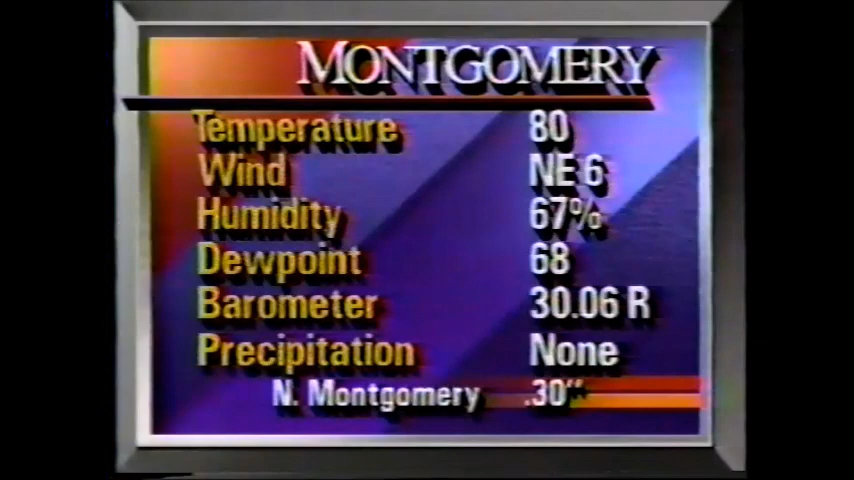 MONTGOMERY
Temperature 80
Wind NE 6
Humidity 67%
Dewpoint 68
Barometer 30.06 R
Precipitation None
N. Montgomery .30"